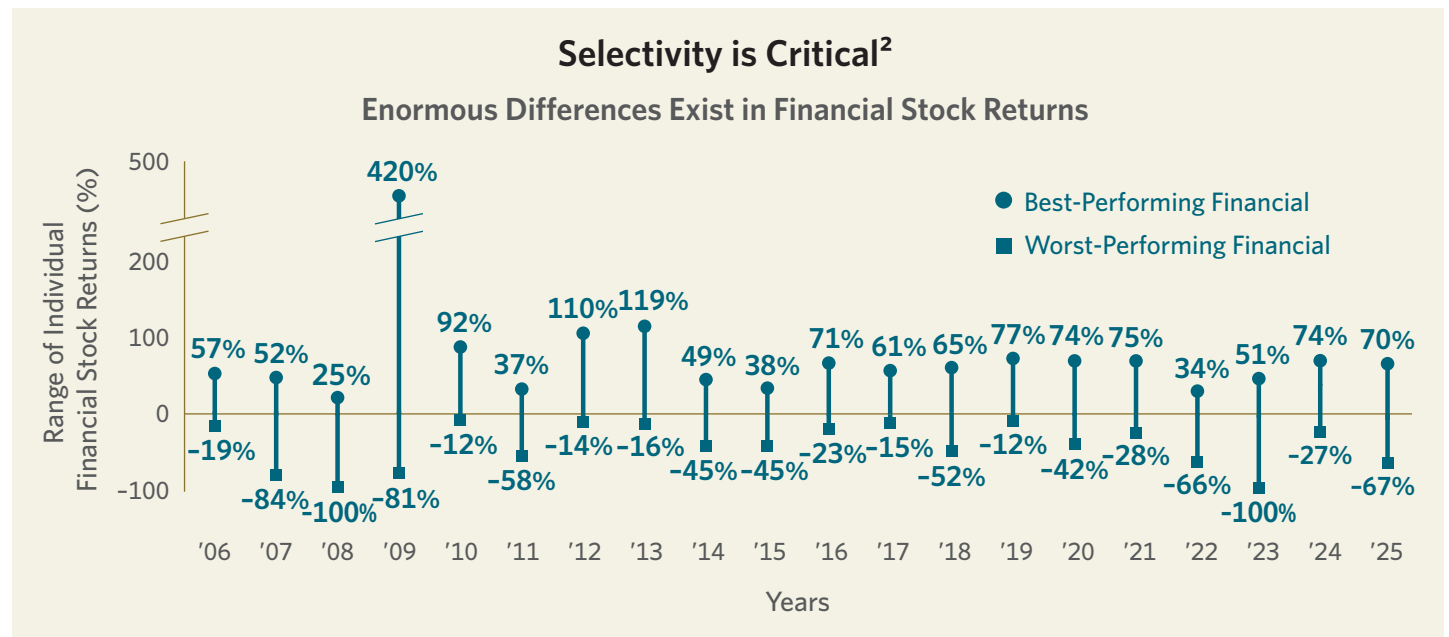 Selectivity is Critical²
Enormous Differences Exist in Financial Stock Returns
Range of Individual
Financial Stock Returns (%)
500
200
100
0
–100
Best-Performing Financial
Worst-Performing Financial
57% 52% 25% 420% 92% 37% 110% 119% 49% 38% 71% 61% 65% 77% 74% 75% 34% 51% 74% 70%
–19% –84% –100% –81% –12% –58% –14% –16% –45% –45% –23% –15% –52% –12% –42% –28% –66% –100% –27% –67%
’06 ’07 ’08 ’09 ’10 ’11 ’12 ’13 ’14 ’15 ’16 ’17 ’18 ’19 ’20 ’21 ’22 ’23 ’24 ’25
Years